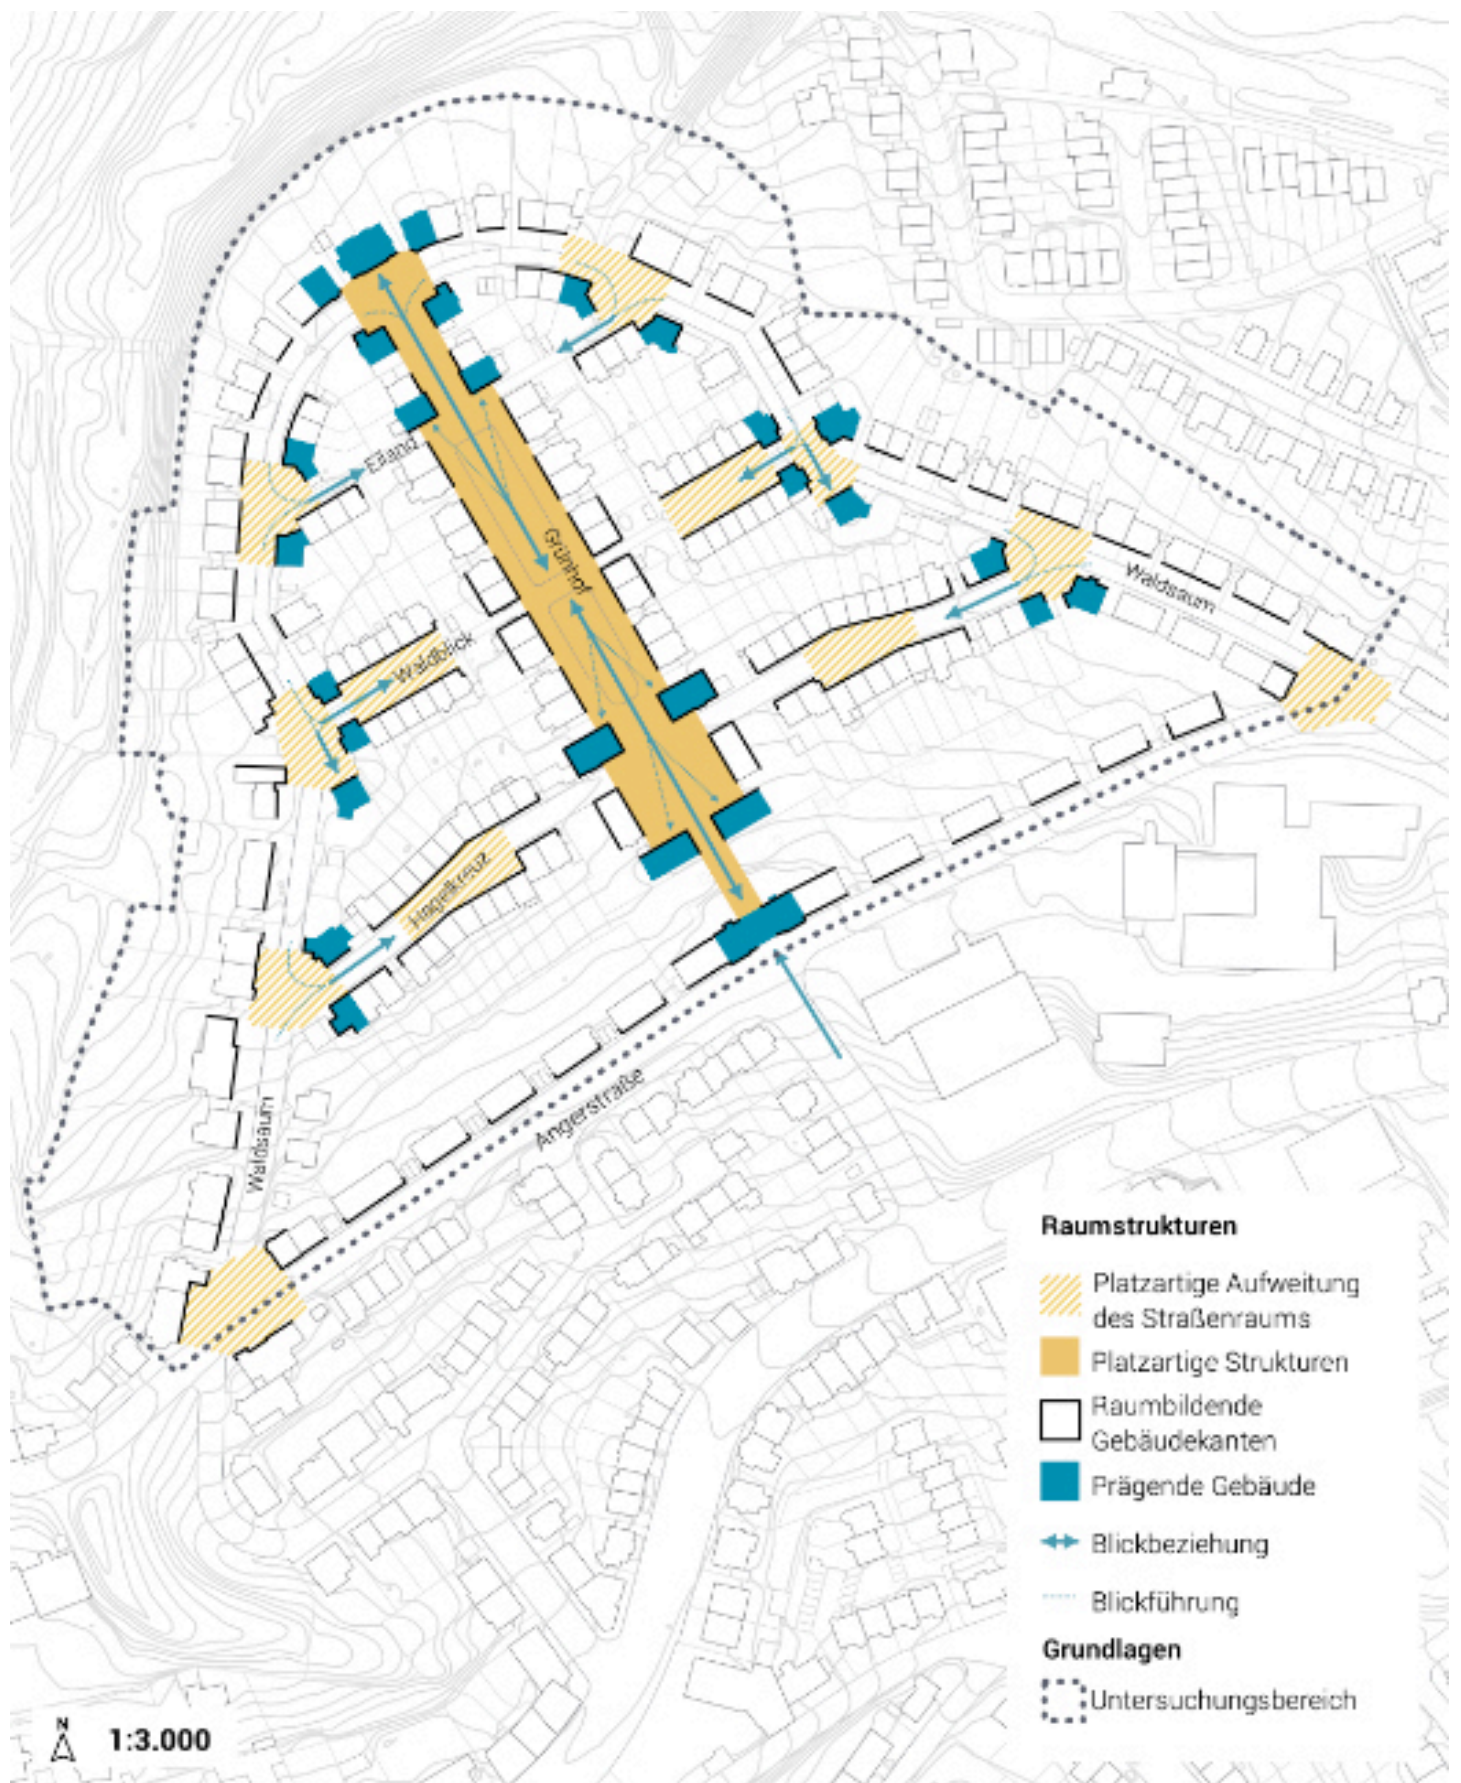 Eiland
Grünhof
Waldsaum
Waldblick
Hagelkreuz
Angerstraße
Waldsaum
Raumstrukturen
Platzartige Aufweitung
des Straßenraums
Platzartige Strukturen
Raumbildende
Gebäudekanten
Prägende Gebäude
Blickbeziehung
Blickführung
Grundlagen
Untersuchungsbereich
N
1:3.000